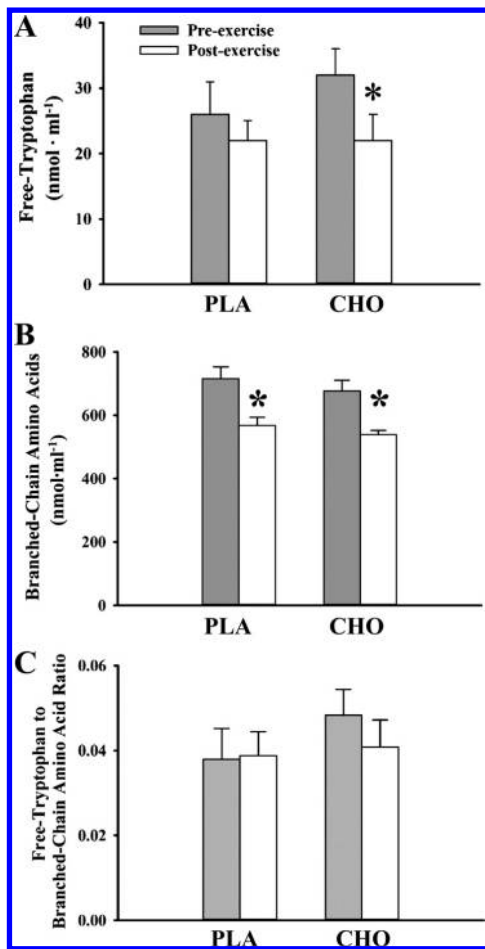 A
Pre-exercise
Post-exercise
Free-Tryptophan
(nmol · ml⁻¹)
40
30
20
10
0
*
PLA CHO
B
Branched-Chain Amino Acids
(nmol·ml⁻¹)
800
600
400
200
0
* *
PLA CHO
C
Free-Tryptophan to
Branched-Chain Amino Acid Ratio
0.06
0.04
0.02
0.00
PLA CHO